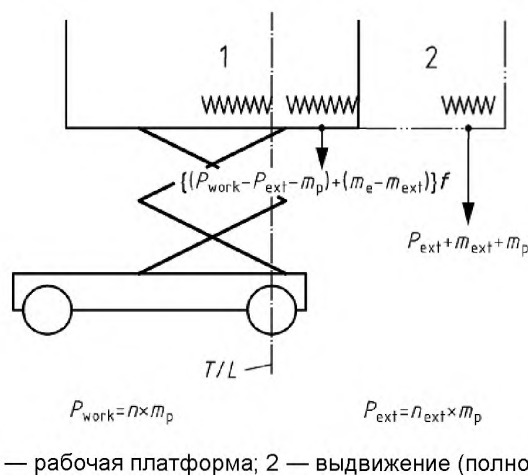 1
2
{(P_work–P_ext–m_p)+(m_e–m_ext)}f
P_ext+m_ext+m_p
T/L
P_work=n×m_p
P_ext=n_ext×m_p
— рабочая платформа; 2 — выдвижение (полно